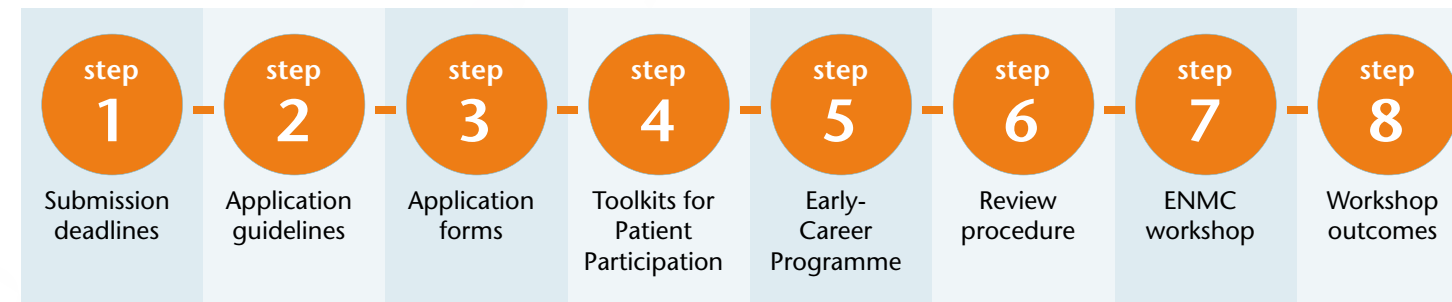 step
1
Submission
deadlines
step
2
Application
guidelines
step
3
Application
forms
step
4
Toolkits for
Patient
Participation
step
5
Early-
Career
Programme
step
6
Review
procedure
step
7
ENMC
workshop
step
8
Workshop
outcomes